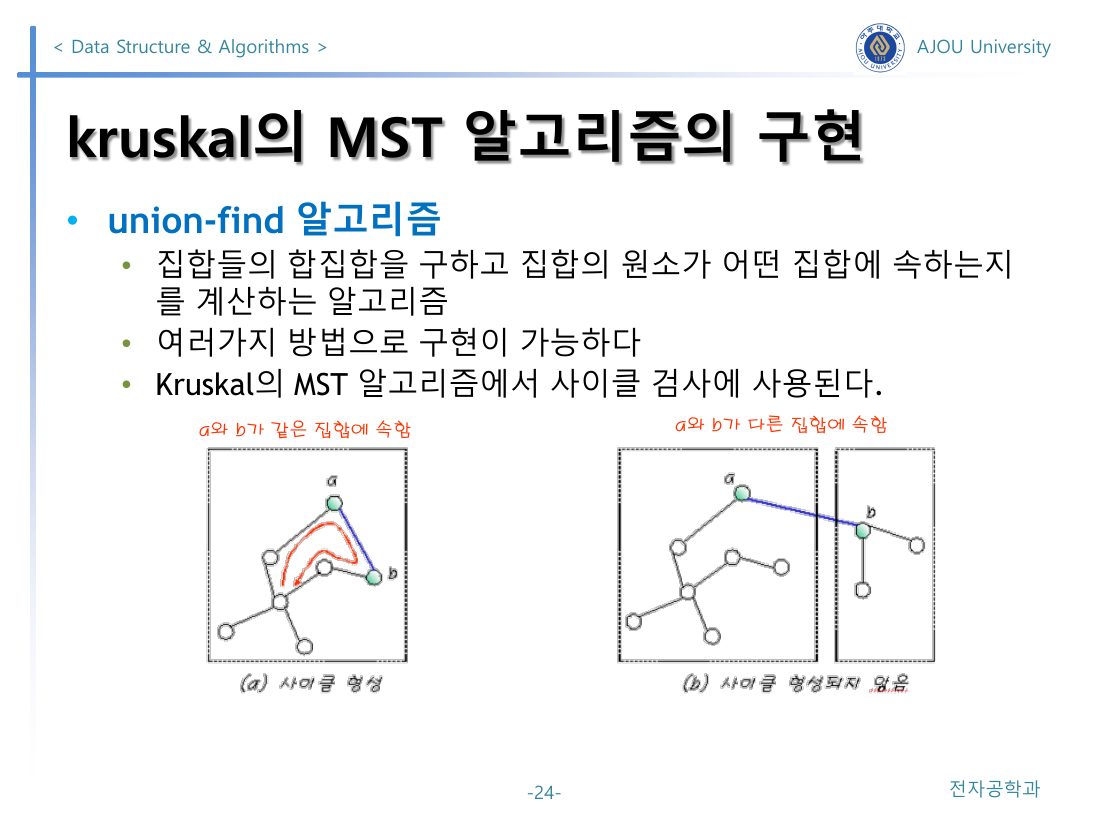 < Data Structure & Algorithms >
AJOU University
kruskal의 MST 알고리즘의 구현
• union-find 알고리즘
• 집합들의 합집합을 구하고 집합의 원소가 어떤 집합에 속하는지
를 계산하는 알고리즘
• 여러가지 방법으로 구현이 가능하다
• Kruskal의 MST 알고리즘에서 사이클 검사에 사용된다.
a와 b가 같은 집합에 속함
a와 b가 다른 집합에 속함
a
b
a
b
(a) 사이클 형성
(b) 사이클 형성되지 않음
-24-
전자공학과